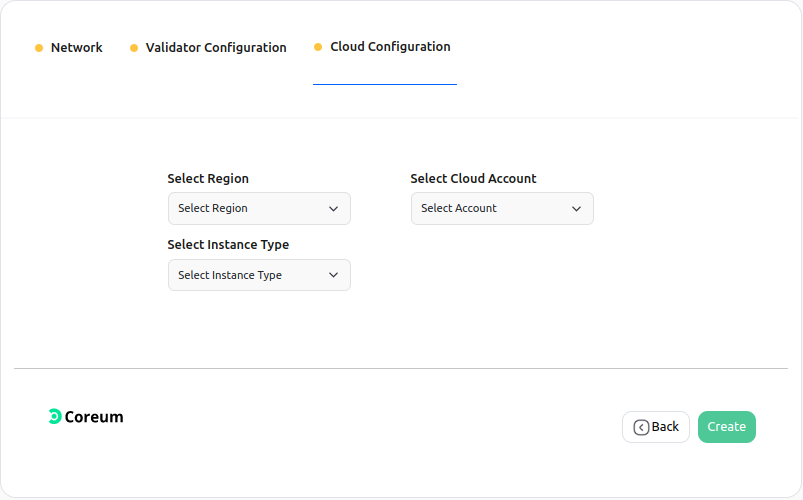 Network
Validator Configuration
Cloud Configuration
Select Region
Select Cloud Account
Select Region
Select Account
Select Instance Type
Select Instance Type
Coreum
Back
Create